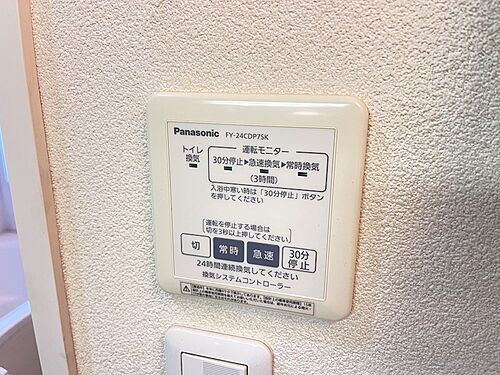 Panasonic FY-24CDP7SK
運転モニター
トイレ換気
30分停止▶急速換気▶常時換気
(3時間)
入浴中寒い時は「30分停止」ボタン
を押してください
運転を停止する場合は
切を3秒以上押してください
切 常時 急速 30分停止
24時間連続換気してください
換気システムコントローラー